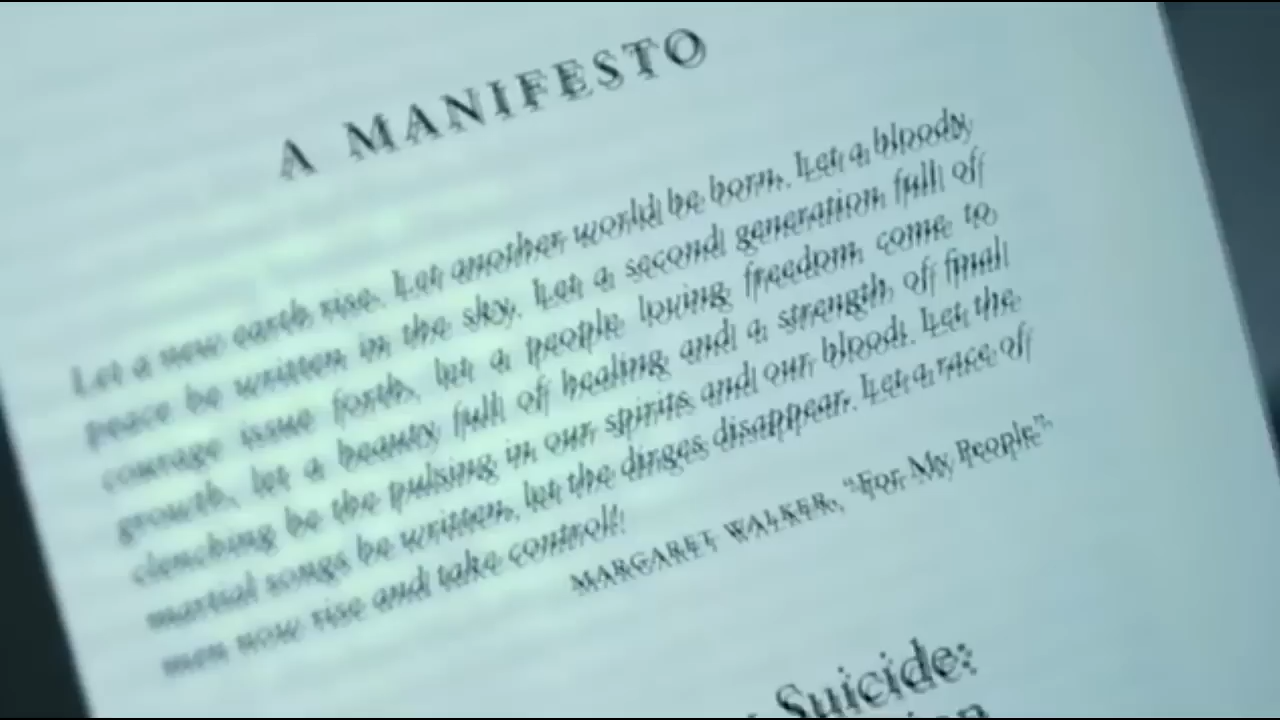 A MANIFESTO
Let a new earth rise. Let another world be born. Let a bloody
peace be written in the sky. Let a second generation full of
courage issue forth, let a people loving freedom come to
growth, let a beauty full of healing and a strength of final
clenching be the pulsing in our spirits and our blood. Let the
martial songs be written, let the dirges disappear. Let a race of
men now rise and take control!
MARGARET WALKER, "For My People"
Suicide: